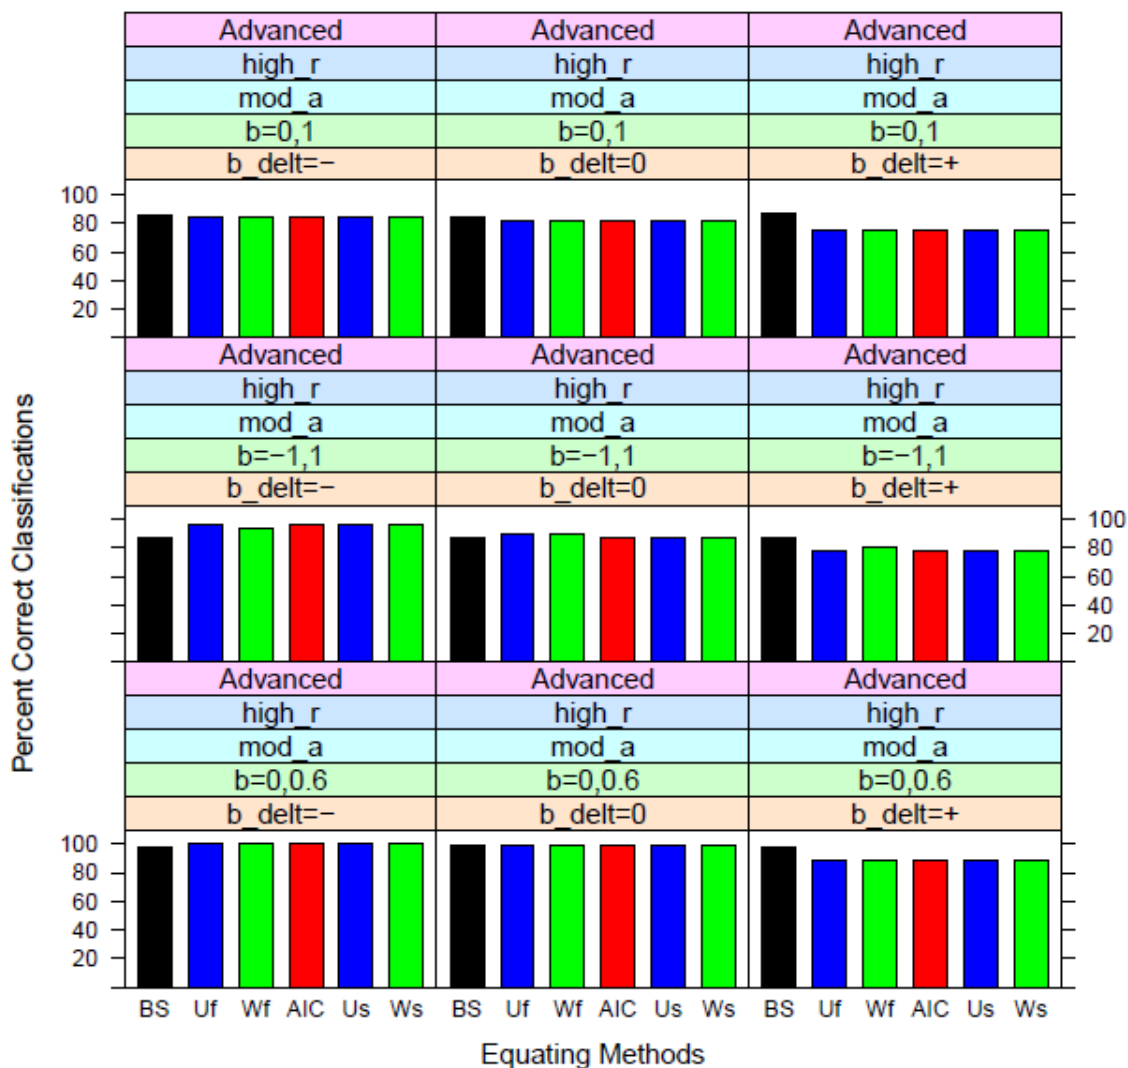 Advanced Advanced Advanced
high_r high_r high_r
mod_a mod_a mod_a
b=0,1 b=0,1 b=0,1
b_delt=− b_delt=0 b_delt=+
100
80
60
40
20
Advanced Advanced Advanced
high_r high_r high_r
mod_a mod_a mod_a
b=−1,1 b=−1,1 b=−1,1
b_delt=− b_delt=0 b_delt=+
100
80
60
40
20
Percent Correct Classifications
Advanced Advanced Advanced
high_r high_r high_r
mod_a mod_a mod_a
b=0,0.6 b=0,0.6 b=0,0.6
b_delt=− b_delt=0 b_delt=+
100
80
60
40
20
BS Uf Wf AIC Us Ws BS Uf Wf AIC Us Ws BS Uf Wf AIC Us Ws
Equating Methods